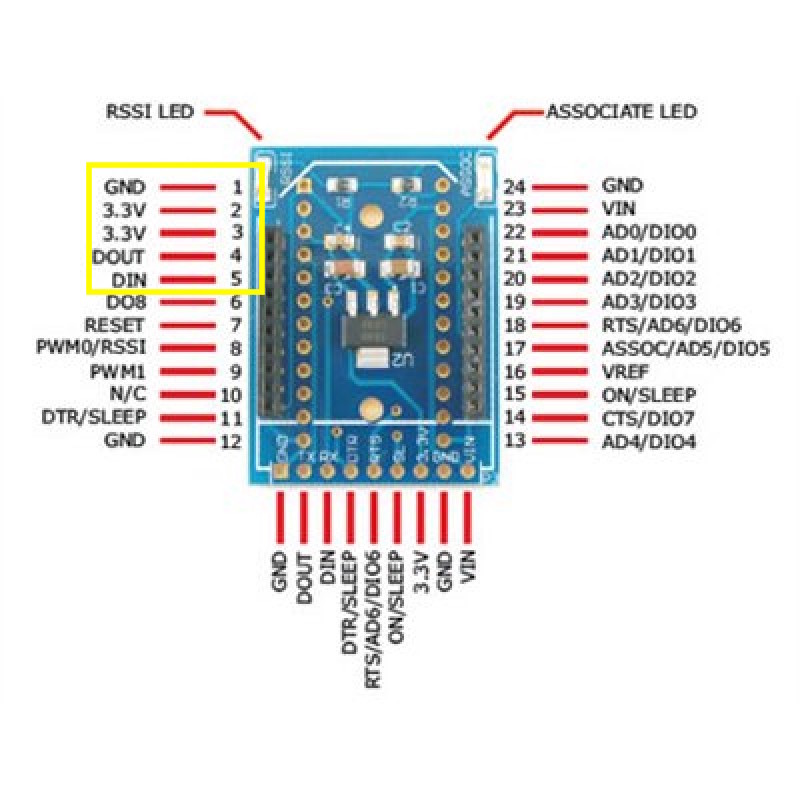 RSSI LED
ASSOCIATE LED
GND 1
3.3V 2
3.3V 3
DOUT 4
DIN 5
DO8 6
RESET 7
PWM0/RSSI 8
PWM1 9
N/C 10
DTR/SLEEP 11
GND 12
24 GND
23 VIN
22 AD0/DIO0
21 AD1/DIO1
20 AD2/DIO2
19 AD3/DIO3
18 RTS/AD6/DIO6
17 ASSOC/AD5/DIO5
16 VREF
15 ON/SLEEP
14 CTS/DIO7
13 AD4/DIO4
RSSI
ASSOC
R1
R2
C3
C1
U2
GND TX RX DTR RTS SL 3.3V GND VIN
GND
DOUT
DIN
DTR/SLEEP
RTS/AD6/DIO6
ON/SLEEP
3.3V
GND
VIN